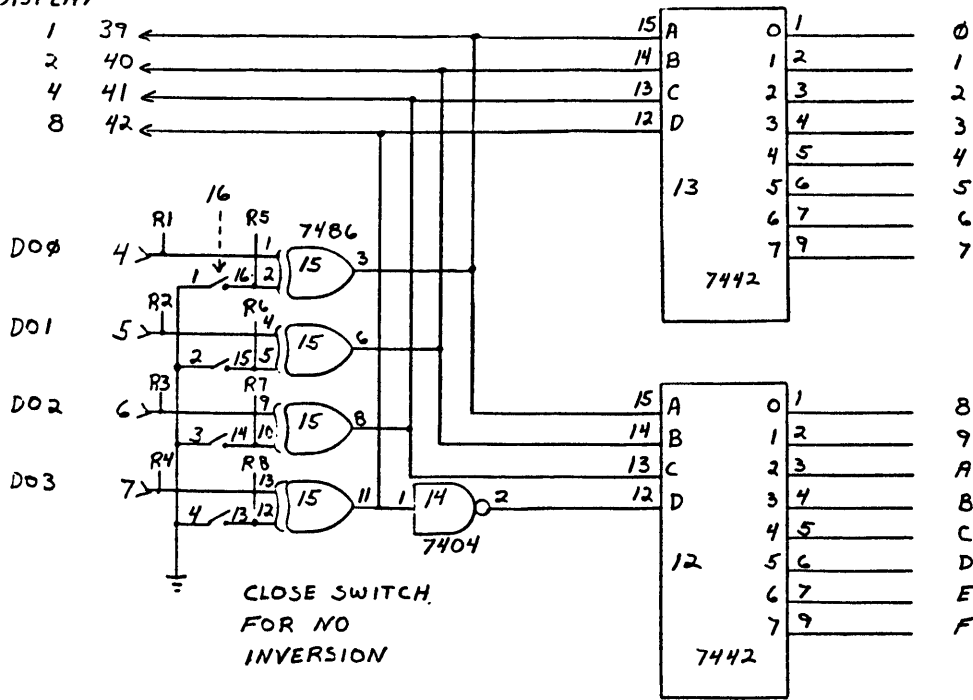 DISPLAY
1 39 15 A 0 1 Ø
2 40 14 B 1 2 1
4 41 13 C 2 3 2
8 42 12 D 3 4 3
4 5 4
13 5 6 5
6 7 6
7 9 7
7442
16
R1 R5 7486
DOØ 4 1 15 3
1 16 2
R2 R6
DO1 5 4 15 6
2 15 5
R3 R7
DO2 6 9 15 8
3 14 10
R4 R8
DO3 7 13 15 11 1 14 2
4 13 12
7404
15 A 0 1 8
14 B 1 2 9
13 C 2 3 A
12 D 3 4 B
4 5 C
12 5 6 D
6 7 E
7 9 F
7442
CLOSE SWITCH
FOR NO
INVERSION